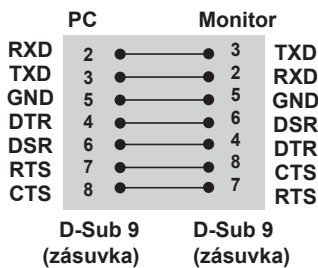 PC Monitor
RXD 2 3 TXD
TXD 3 2 RXD
GND 5 5 GND
DTR 4 6 DSR
DSR 6 4 DTR
RTS 7 8 CTS
CTS 8 7 RTS
D-Sub 9 D-Sub 9
(zásuvka) (zásuvka)